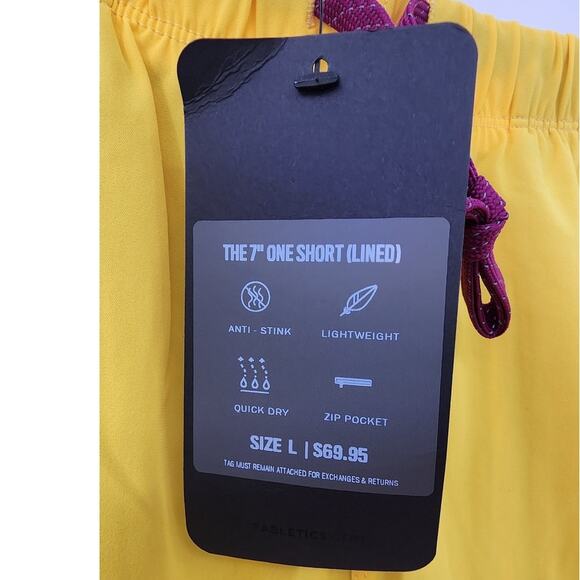 THE 7" ONE SHORT (LINED)
ANTI - STINK
LIGHTWEIGHT
QUICK DRY
ZIP POCKET
SIZE L | $69.95
TAG MUST REMAIN ATTACHED FOR EXCHANGES & RETURNS
FABLETICS.COM